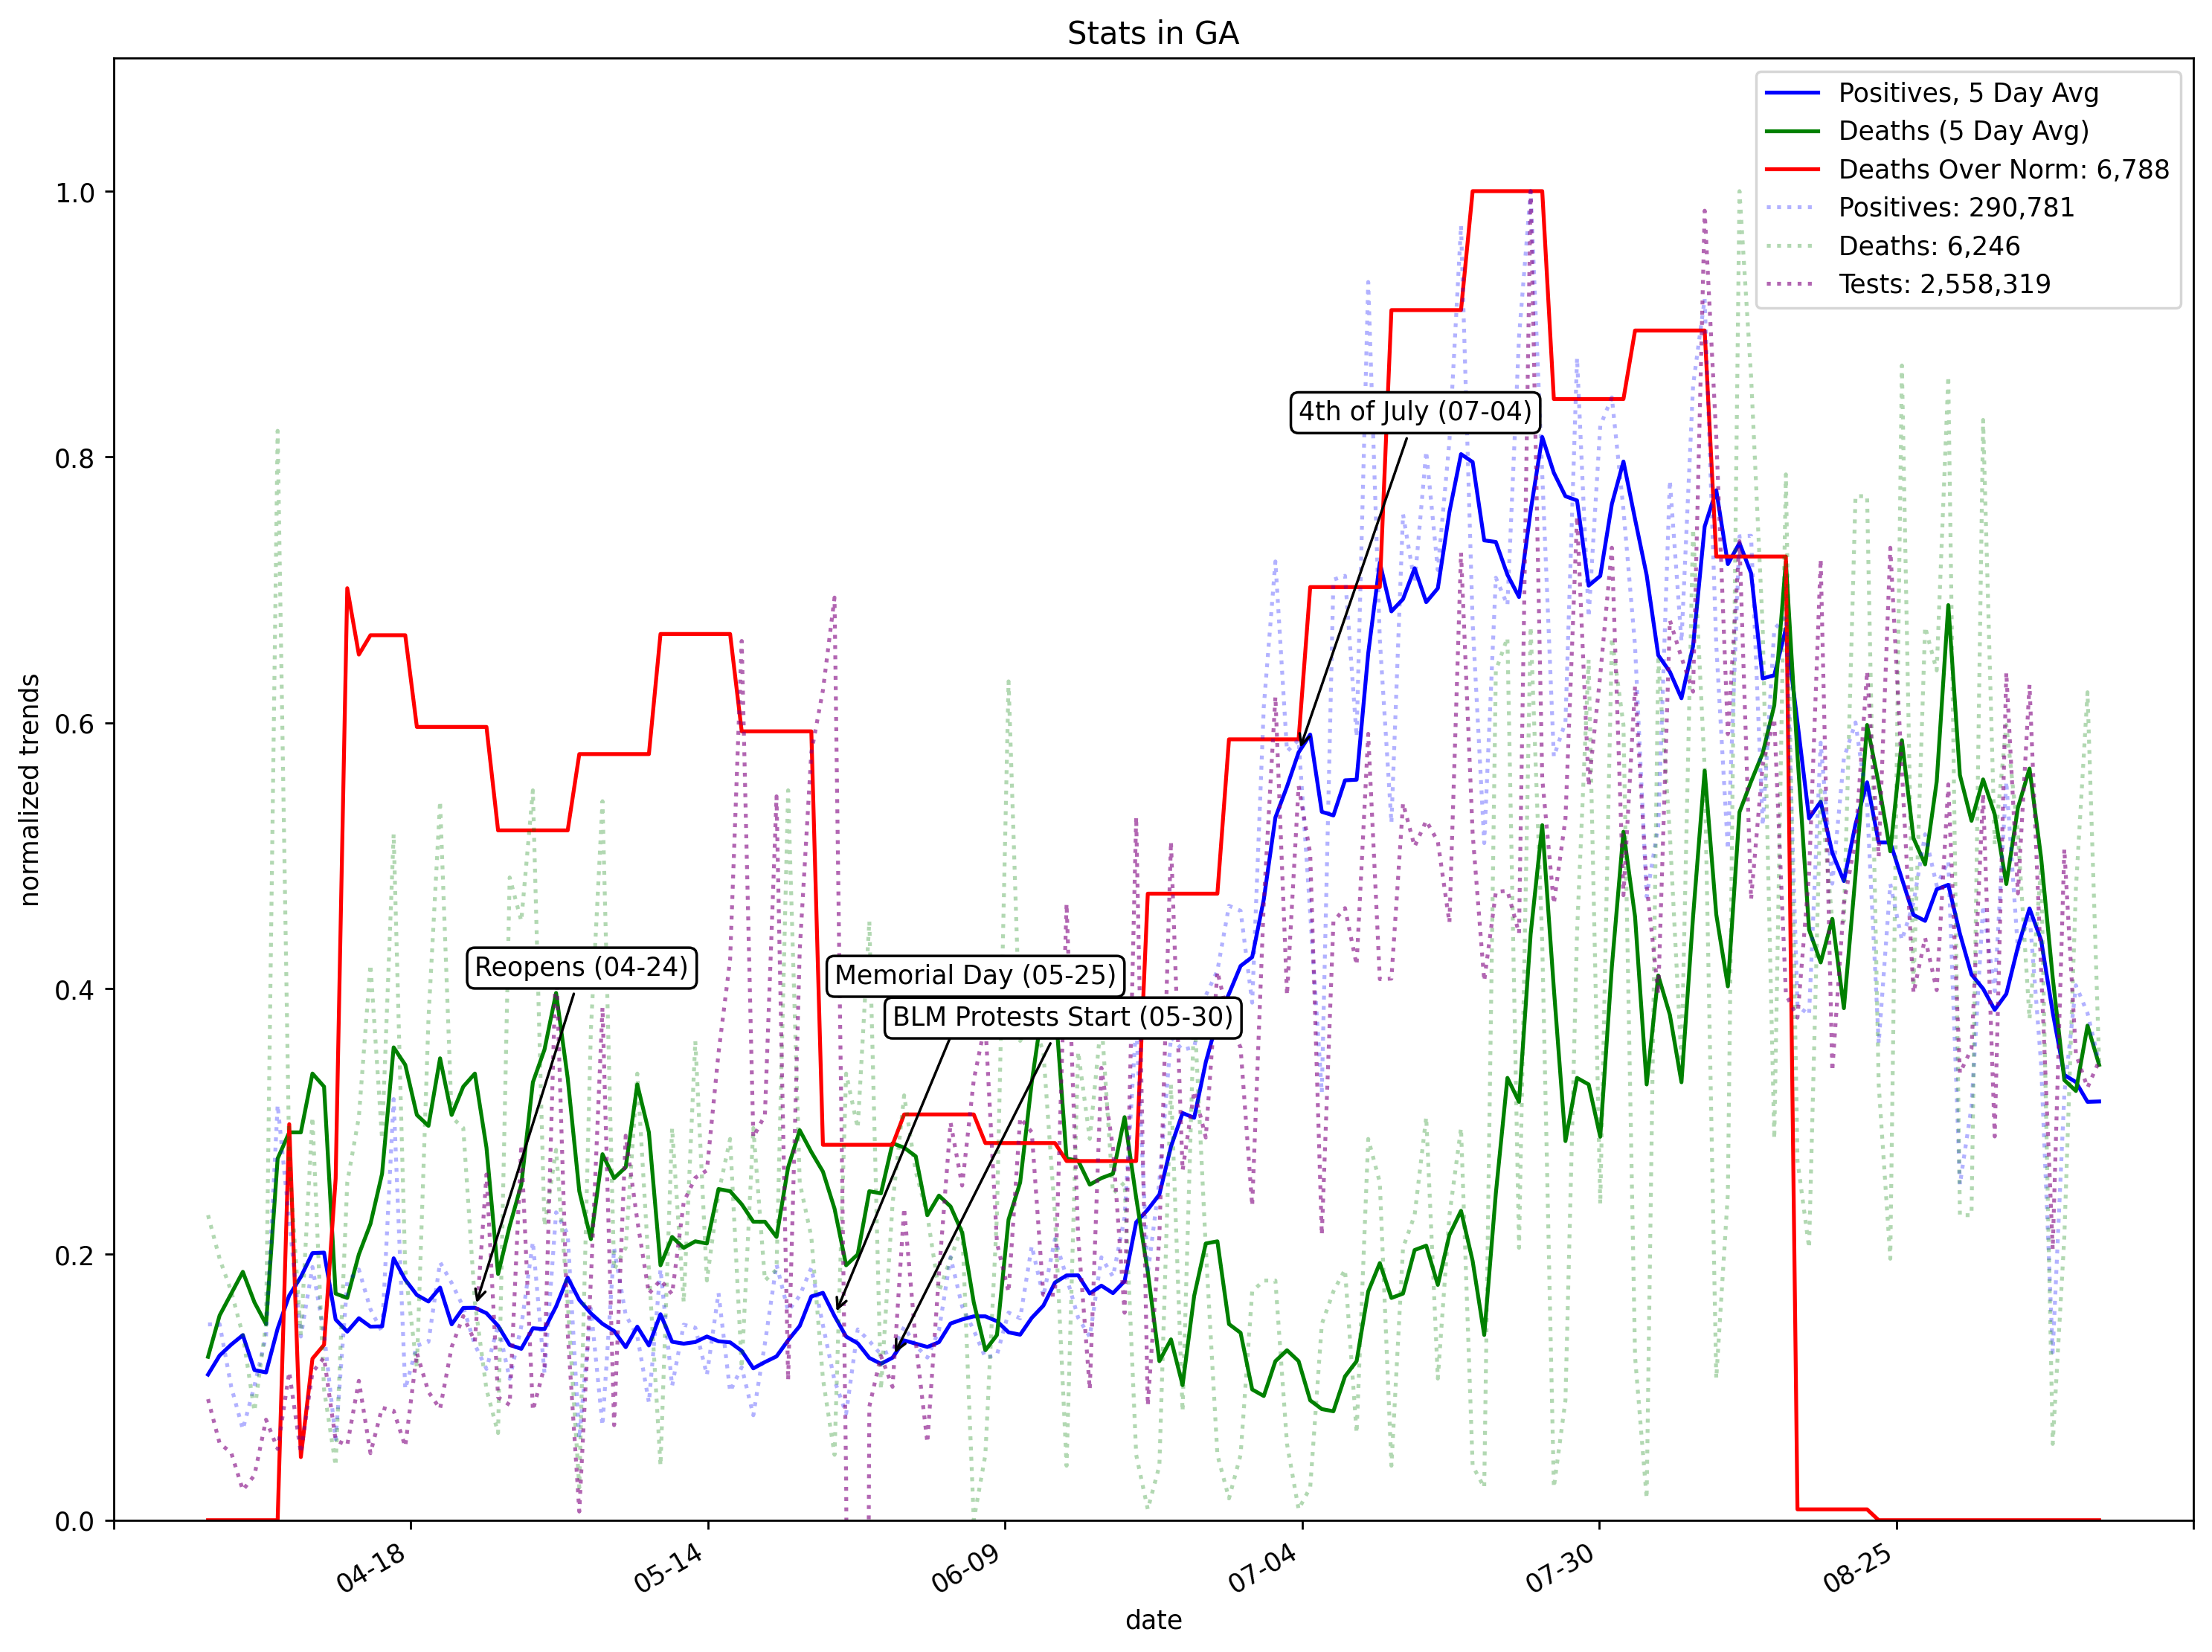 Stats in GA
Positives, 5 Day Avg
Deaths (5 Day Avg)
Deaths Over Norm: 6,788
Positives: 290,781
Deaths: 6,246
Tests: 2,558,319
1.0
0.8
0.6
0.4
0.2
0.0
normalized trends
4th of July (07-04)
Reopens (04-24)
Memorial Day (05-25)
BLM Protests Start (05-30)
04-18
05-14
06-09
07-04
07-30
08-25
date